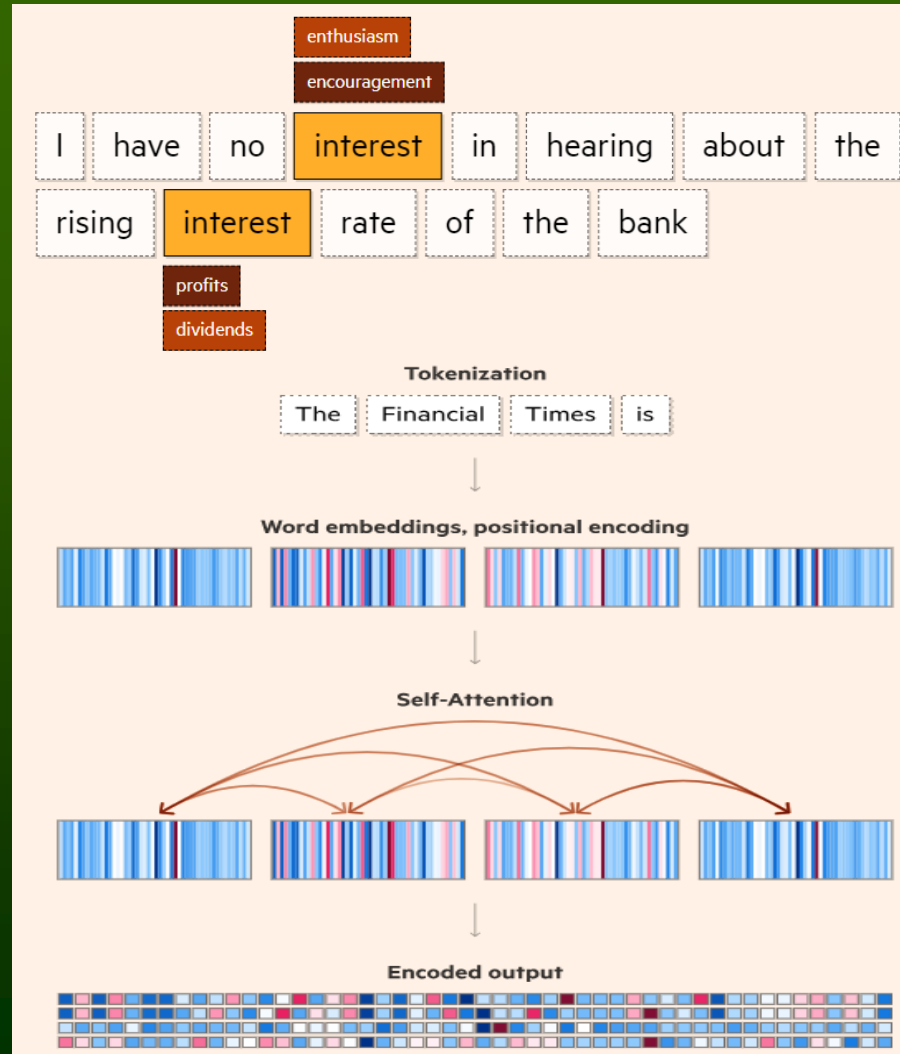 enthusiasm
encouragement
I have no interest in hearing about the
rising interest rate of the bank
profits
dividends
Tokenization
The Financial Times is
Word embeddings, positional encoding
Self-Attention
Encoded output